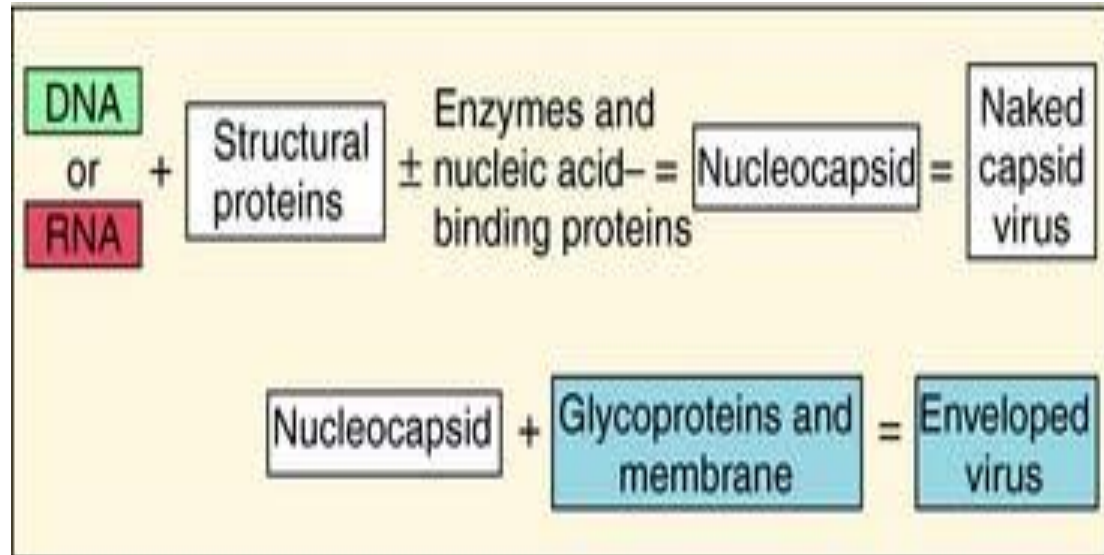 DNA
or
RNA
+
Structural
proteins
±
Enzymes and
nucleic acid–
binding proteins
=
Nucleocapsid
=
Naked
capsid
virus
Nucleocapsid
+
Glycoproteins and
membrane
=
Enveloped
virus